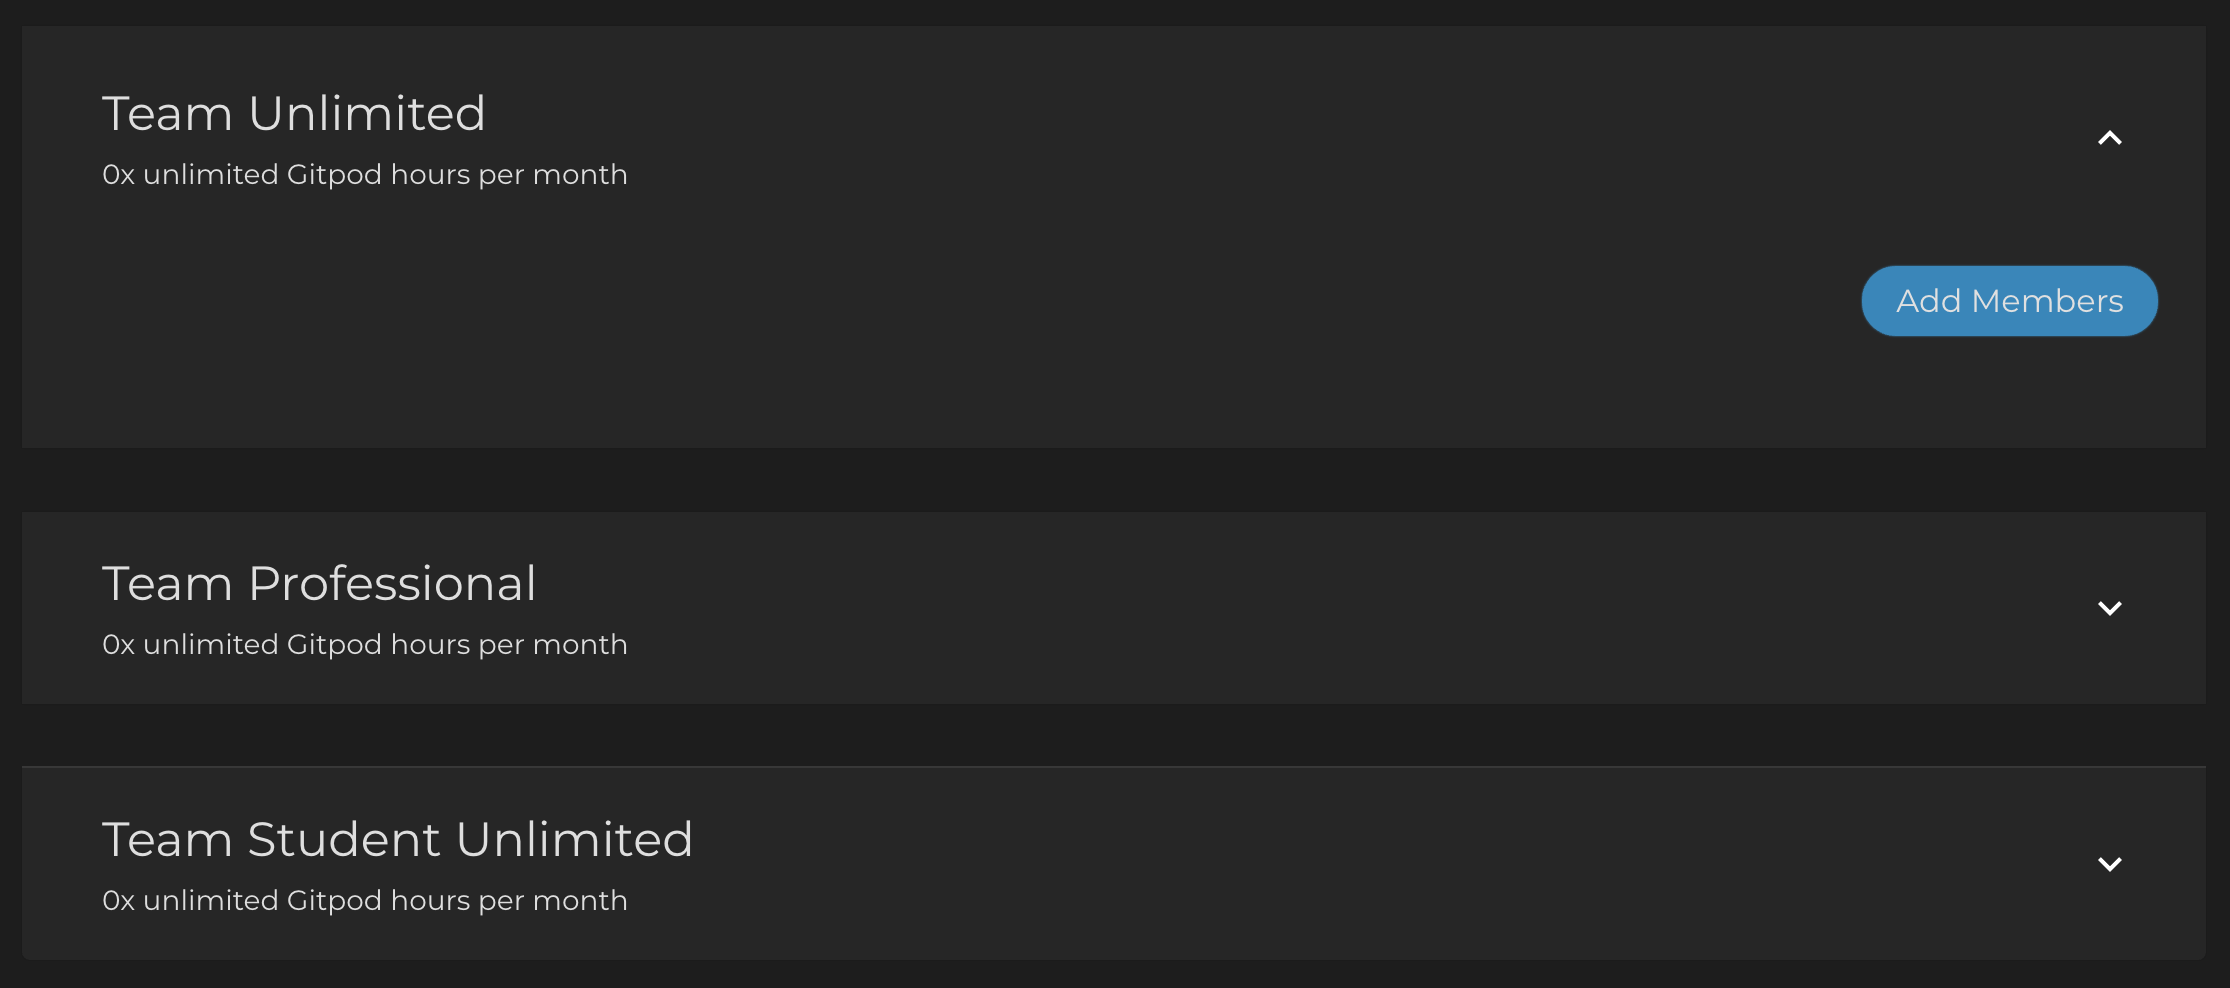 Team Unlimited
0x unlimited Gitpod hours per month
Add Members
Team Professional
0x unlimited Gitpod hours per month
Team Student Unlimited
0x unlimited Gitpod hours per month